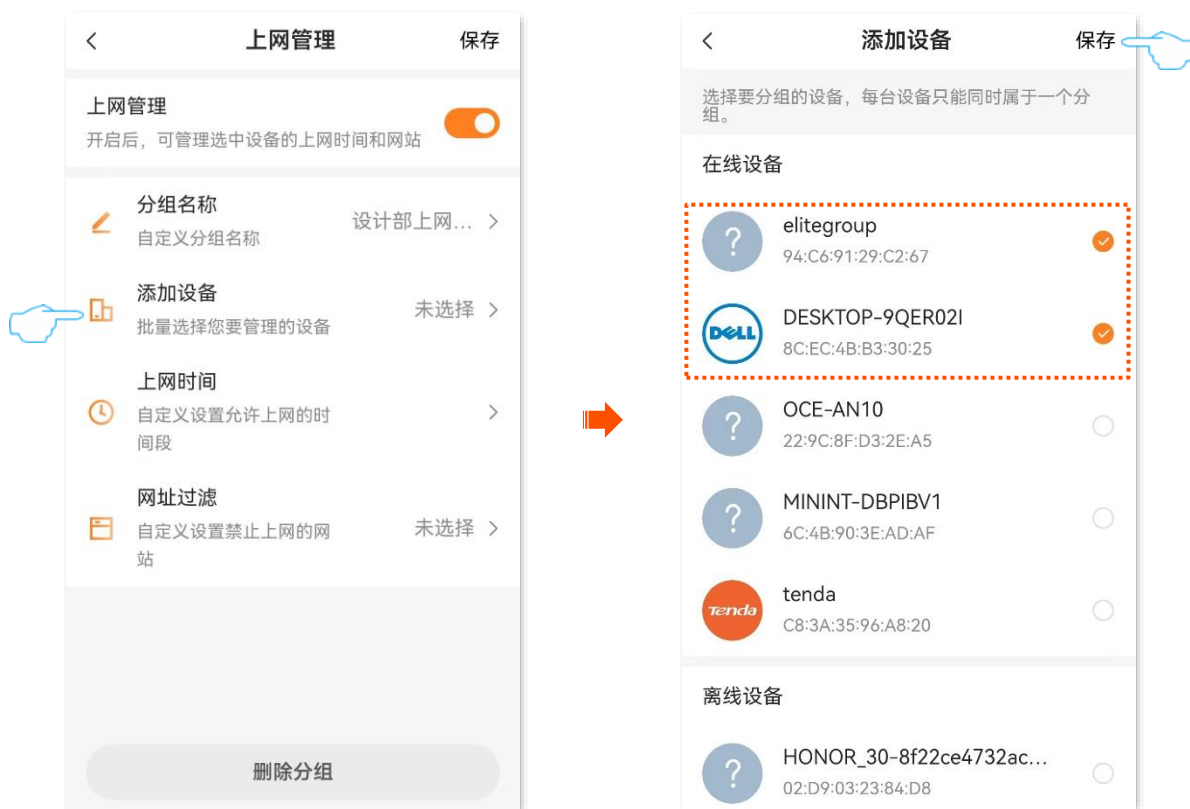 上网管理
保存
上网管理
开启后，可管理选中设备的上网时间和网站
分组名称
自定义分组名称
设计部上网...
添加设备
批量选择您要管理的设备
未选择
上网时间
自定义设置允许上网的时
间段
网址过滤
自定义设置禁止上网的网
站
未选择
删除分组
添加设备
保存
选择要分组的设备，每台设备只能同时属于一个分
组。
在线设备
elitegroup
94:C6:91:29:C2:67
DELL
DESKTOP-9QER02I
8C:EC:4B:B3:30:25
OCE-AN10
22:9C:8F:D3:2E:A5
MININT-DBPIBV1
6C:4B:90:3E:AD:AF
Tenda
tenda
C8:3A:35:96:A8:20
离线设备
HONOR_30-8f22ce4732ac...
02:D9:03:23:84:D8